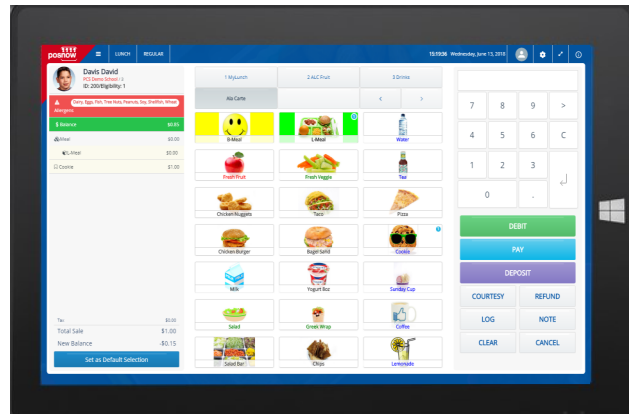 posnow
LUNCH
REGULAR
15:19:36 Wednesday, June 13, 2018
Davis David
PCS Demo School I: 0
ID: 200/Eligibility: 1
Dairy, Eggs, Fish, Tree Nuts, Peanuts, Soy, Shellfish, Wheat
Allergens
Balance $0.85
Meal $0.00
L-Meal $0.00
Cookie $1.00
Tax $0.00
Total Sale $1.00
New Balance -$0.15
Set as Default Selection
1 MyLunch 2 ALC Fruit 3 Drinks
Ala Carte < >
B-Meal L-Meal Water
Fresh Fruit Fresh Veggie Tea
Chicken Nuggets Taco Pizza
Chicken Burger Bagel Sand Cookie
Milk Yogurt 8oz Sunday Cup
Salad Greek Wrap Coffee
Salad Bar Chips Lemonade
7 8 9 >
4 5 6 C
1 2 3
0 .
DEBIT
PAY
DEPOSIT
COURTESY REFUND
LOG NOTE
CLEAR CANCEL